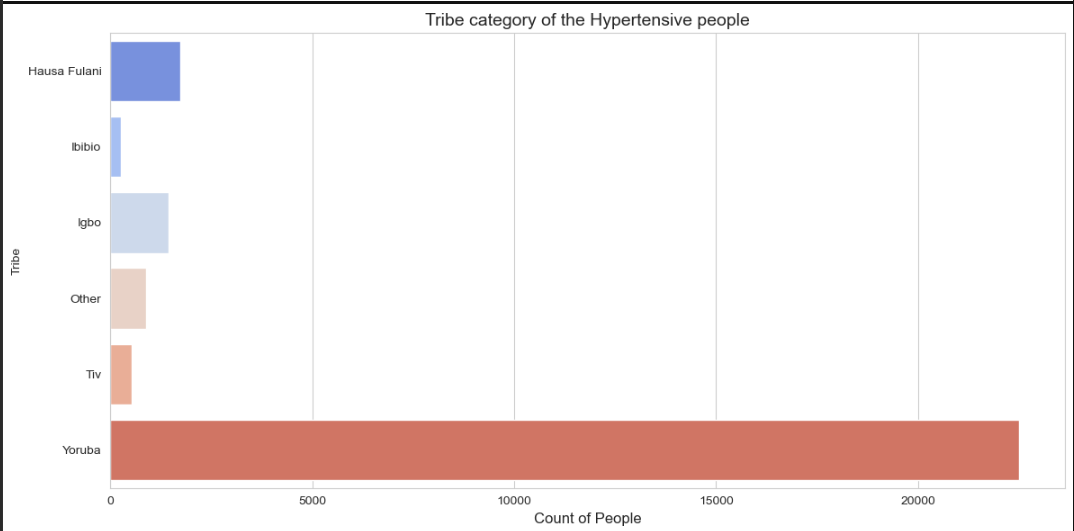 Tribe category of the Hypertensive people
Hausa Fulani
Ibibio
Igbo
Other
Tiv
Yoruba
Tribe
0 5000 10000 15000 20000
Count of People